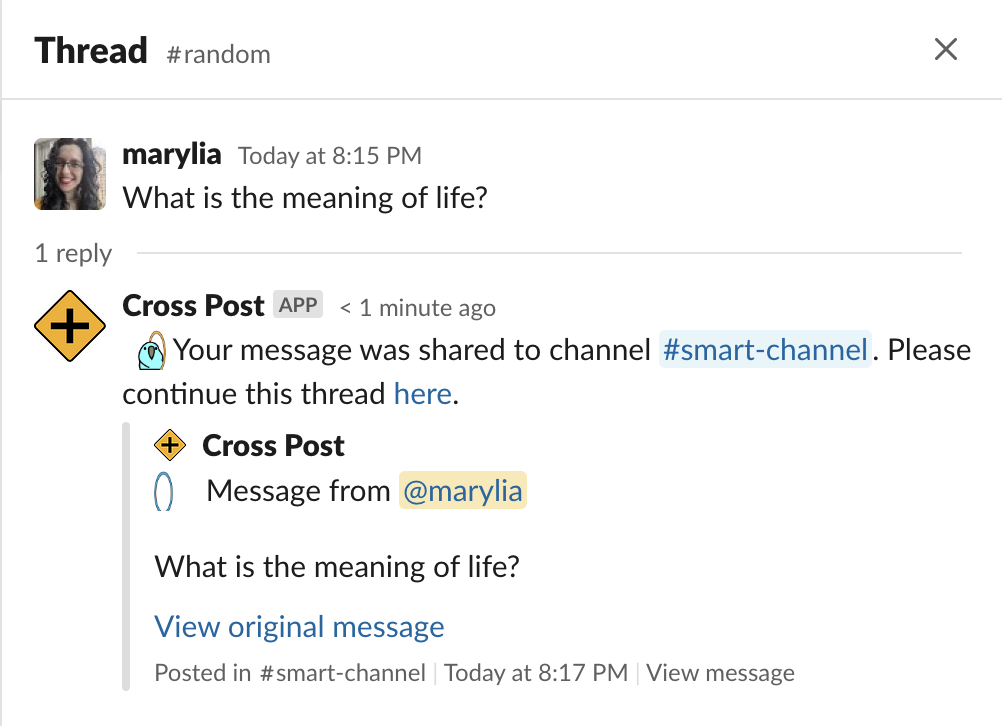 Thread #random
marylia Today at 8:15 PM
What is the meaning of life?
1 reply
Cross Post APP < 1 minute ago
Your message was shared to channel #smart-channel. Please
continue this thread here.
Cross Post
Message from @marylia
What is the meaning of life?
View original message
Posted in #smart-channel | Today at 8:17 PM | View message